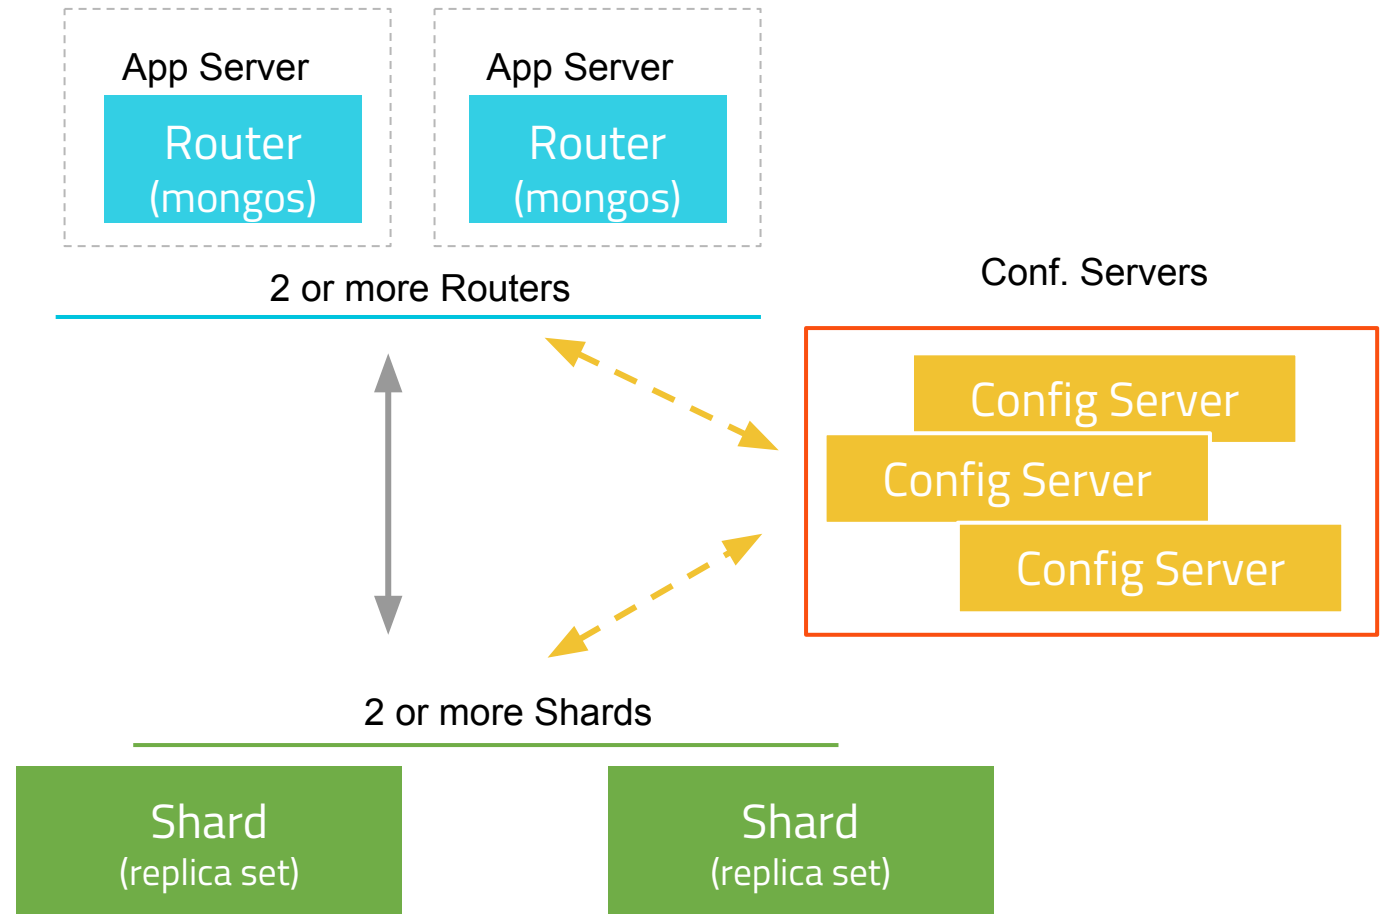 App Server
Router
(mongos)
App Server
Router
(mongos)
2 or more Routers
Conf. Servers
Config Server
Config Server
Config Server
2 or more Shards
Shard
(replica set)
Shard
(replica set)